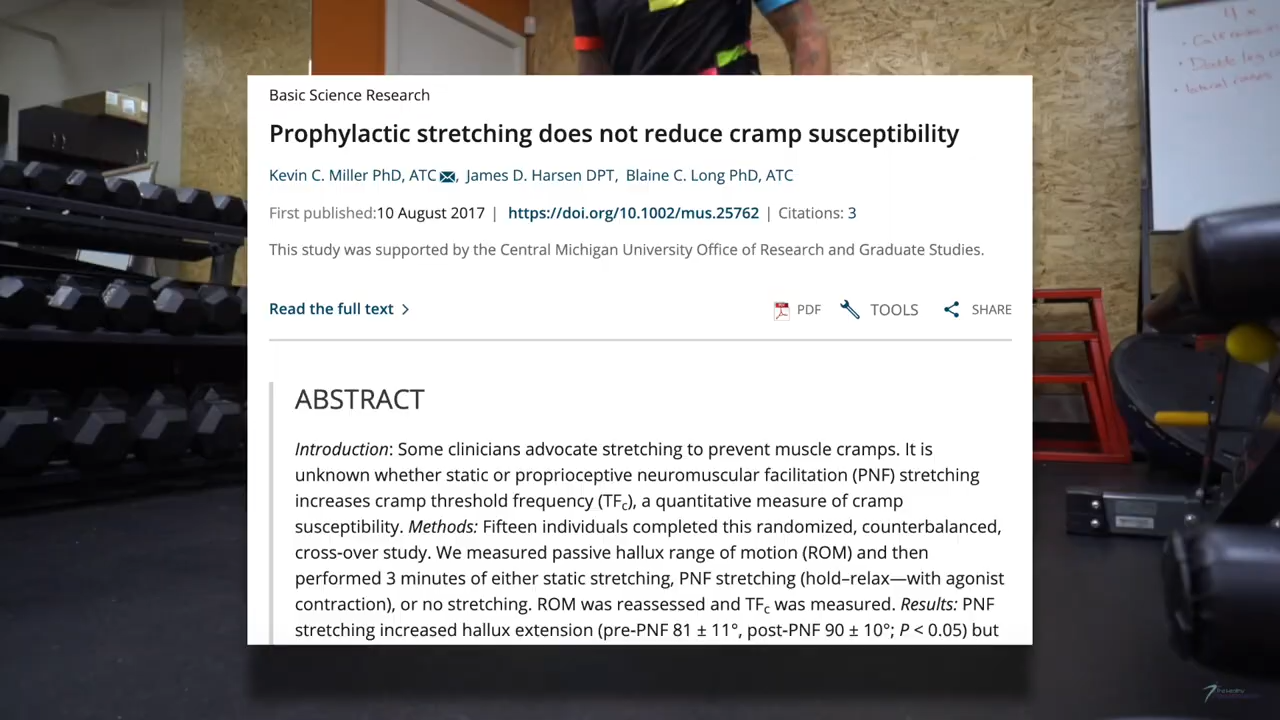 Basic Science Research
Prophylactic stretching does not reduce cramp susceptibility
Kevin C. Miller PhD, ATC, James D. Harsen DPT, Blaine C. Long PhD, ATC
First published:10 August 2017 | https://doi.org/10.1002/mus.25762 | Citations: 3
This study was supported by the Central Michigan University Office of Research and Graduate Studies.
Read the full text > PDF TOOLS SHARE
ABSTRACT
Introduction: Some clinicians advocate stretching to prevent muscle cramps. It is
unknown whether static or proprioceptive neuromuscular facilitation (PNF) stretching
increases cramp threshold frequency (TFc), a quantitative measure of cramp
susceptibility. Methods: Fifteen individuals completed this randomized, counterbalanced,
cross-over study. We measured passive hallux range of motion (ROM) and then
performed 3 minutes of either static stretching, PNF stretching (hold–relax—with agonist
contraction), or no stretching. ROM was reassessed and TFc was measured. Results: PNF
stretching increased hallux extension (pre-PNF 81 ± 11°, post-PNF 90 ± 10°; P < 0.05) but